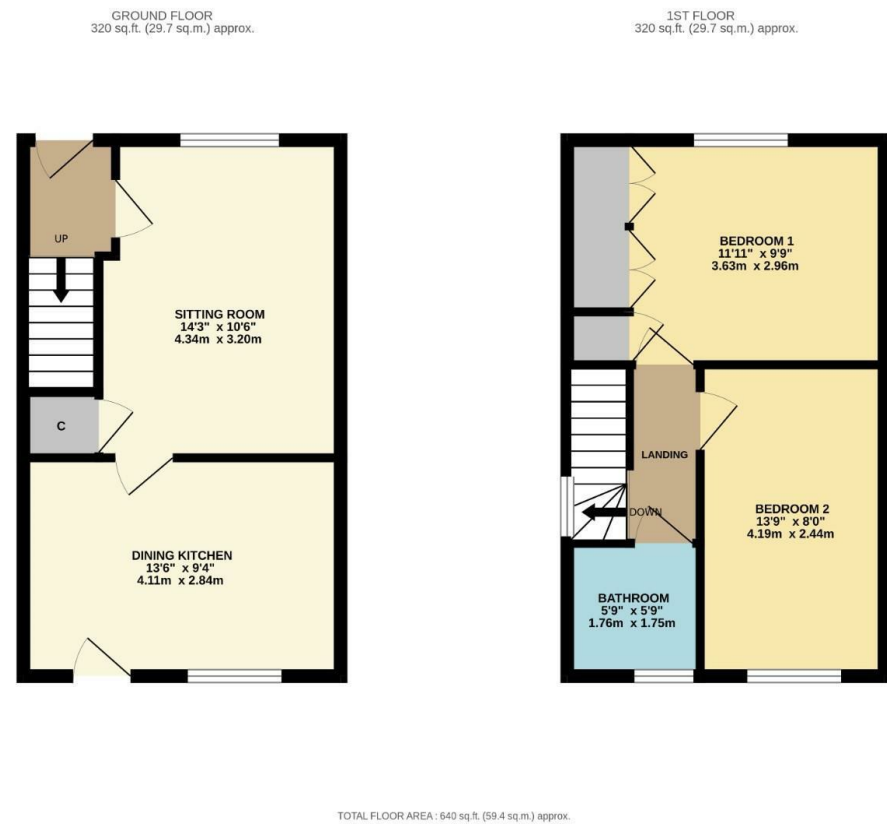 GROUND FLOOR
320 sq.ft. (29.7 sq.m.) approx.
1ST FLOOR
320 sq.ft. (29.7 sq.m.) approx.
UP
SITTING ROOM
14'3" x 10'6"
4.34m x 3.20m
C
DINING KITCHEN
13'6" x 9'4"
4.11m x 2.84m
BEDROOM 1
11'11" x 9'9"
3.63m x 2.96m
LANDING
DOWN
BEDROOM 2
13'9" x 8'0"
4.19m x 2.44m
BATHROOM
5'9" x 5'9"
1.76m x 1.75m
TOTAL FLOOR AREA : 640 sq.ft. (59.4 sq.m.) approx.